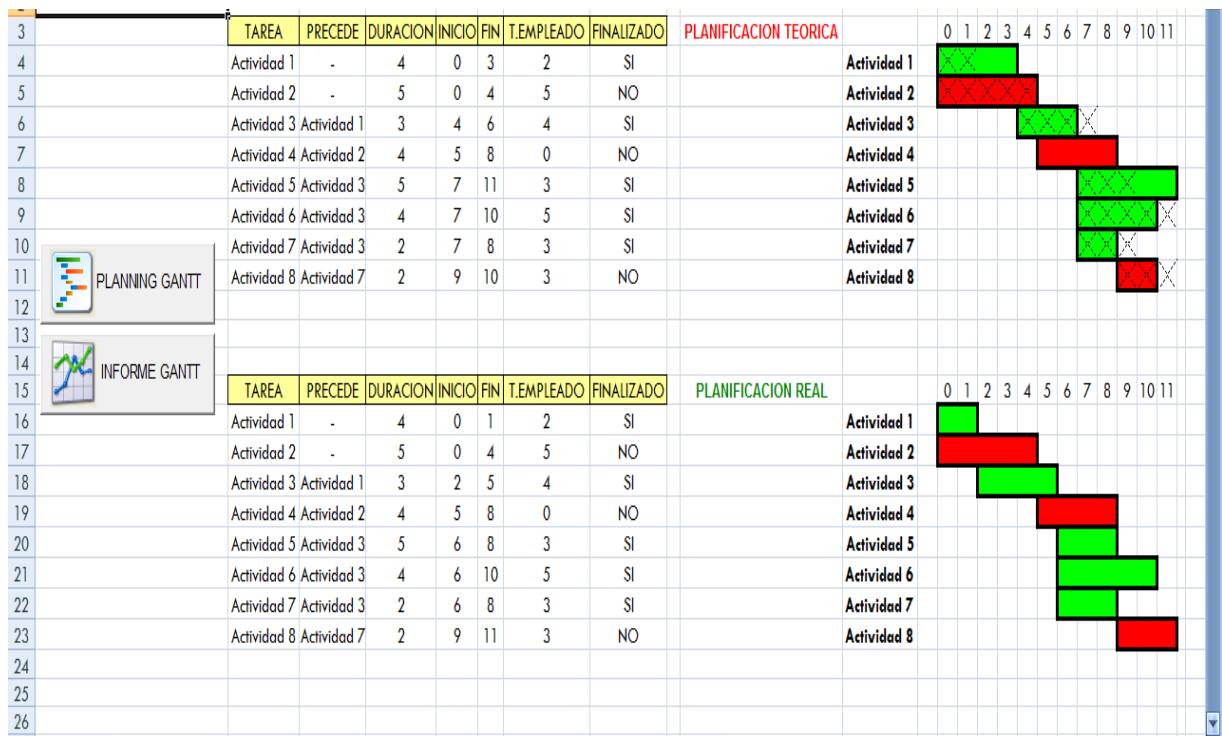 3 TAREA PRECEDE DURACION INICIO FIN T.EMPLEADO FINALIZADO PLANIFICACION TEORICA 0 1 2 3 4 5 6 7 8 9 10 11
4 Actividad 1 - 4 0 3 2 SI Actividad 1
5 Actividad 2 - 5 0 4 5 NO Actividad 2
6 Actividad 3 Actividad 1 3 4 6 4 SI Actividad 3
7 Actividad 4 Actividad 2 4 5 8 0 NO Actividad 4
8 Actividad 5 Actividad 3 5 7 11 3 SI Actividad 5
9 Actividad 6 Actividad 3 4 7 10 5 SI Actividad 6
10 Actividad 7 Actividad 3 2 7 8 3 SI Actividad 7
11 PLANNING GANTT Actividad 8 Actividad 7 2 9 10 3 NO Actividad 8
12
13
14 INFORME GANTT
15 TAREA PRECEDE DURACION INICIO FIN T.EMPLEADO FINALIZADO PLANIFICACION REAL 0 1 2 3 4 5 6 7 8 9 10 11
16 Actividad 1 - 4 0 1 2 SI Actividad 1
17 Actividad 2 - 5 0 4 5 NO Actividad 2
18 Actividad 3 Actividad 1 3 2 5 4 SI Actividad 3
19 Actividad 4 Actividad 2 4 5 8 0 NO Actividad 4
20 Actividad 5 Actividad 3 5 6 8 3 SI Actividad 5
21 Actividad 6 Actividad 3 4 6 10 5 SI Actividad 6
22 Actividad 7 Actividad 3 2 6 8 3 SI Actividad 7
23 Actividad 8 Actividad 7 2 9 11 3 NO Actividad 8
24
25
26